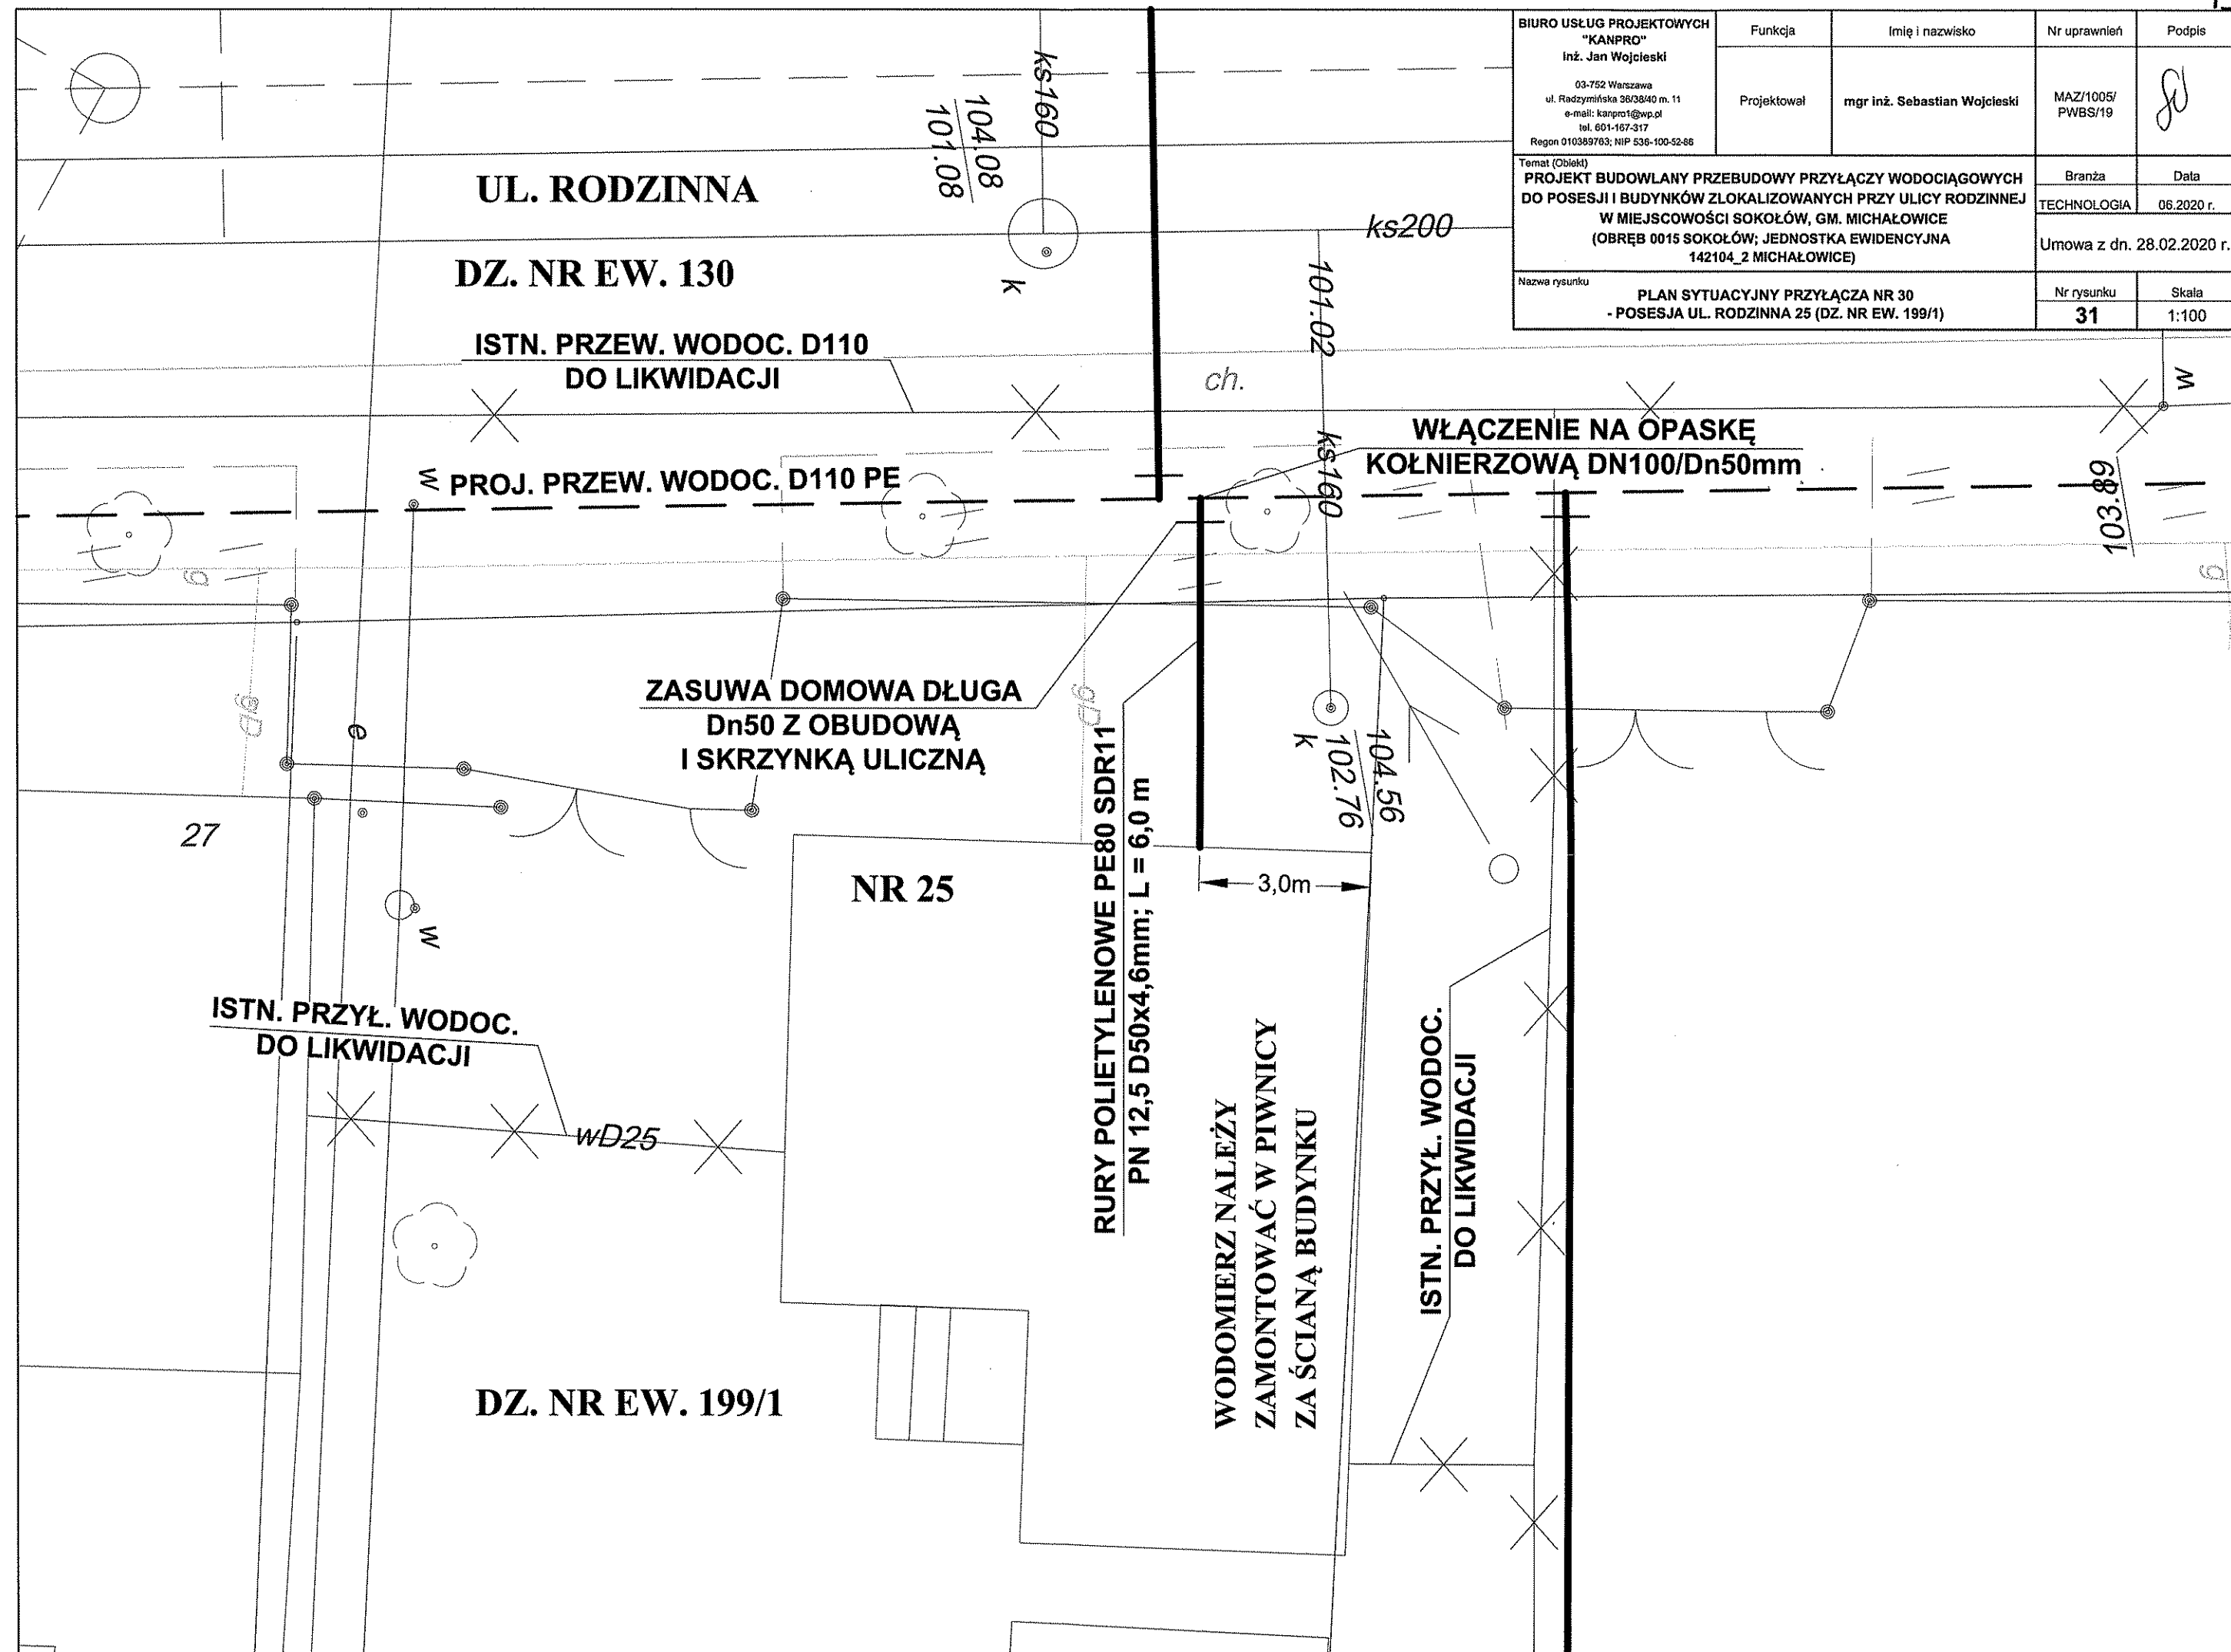 BIURO USŁUG PROJEKTOWYCH
"KANPRO"
inż. Jan Wojcieski
03-752 Warszawa
ul. Radzymińska 36/38/40 m. 11
e-mail: kanpro1@wp.pl
tel. 601-167-317
Regon 010389763; NIP 536-100-52-86
Funkcja
Imię i nazwisko
Nr uprawnień
Podpis
Projektował
mgr inż. Sebastian Wojcieski
MAZ/1005/
PWBS/19
Temat (Obiekt)
PROJEKT BUDOWLANY PRZEBUDOWY PRZYŁĄCZY WODOCIĄGOWYCH
DO POSESJI I BUDYNKÓW ZLOKALIZOWANYCH PRZY ULICY RODZINNEJ
W MIEJSCOWOŚCI SOKOŁÓW, GM. MICHAŁOWICE
(OBRĘB 0015 SOKOŁÓW; JEDNOSTKA EWIDENCYJNA
142104_2 MICHAŁOWICE)
Branża
Data
TECHNOLOGIA
06.2020 r.
Umowa z dn. 28.02.2020 r.
Nazwa rysunku
PLAN SYTUACYJNY PRZYŁĄCZA NR 30
- POSESJA UL. RODZINNA 25 (DZ. NR EW. 199/1)
Nr rysunku
Skala
31
1:100
ks160
104.08
101.08
UL. RODZINNA
ks200
DZ. NR EW. 130
k
101.02
ISTN. PRZEW. WODOC. D110
DO LIKWIDACJI
ch.
w
WŁĄCZENIE NA OPASKĘ
KOŁNIERZOWĄ DN100/Dn50mm
ks160
w
PROJ. PRZEW. WODOC. D110 PE
103.89
g
g
ZASUWA DOMOWA DŁUGA
Dn50 Z OBUDOWĄ
I SKRZYNKĄ ULICZNĄ
gD
gD
e
k
102.76
104.56
27
NR 25
3,0m
RURY POLIETYLENOWE PE80 SDR11
PN 12,5 D50x4,6mm; L = 6,0 m
w
ISTN. PRZYŁ. WODOC.
DO LIKWIDACJI
wD25
WODOMIERZ NALEŻY
ZAMONTOWAĆ W PIWNICY
ZA ŚCIANĄ BUDYNKU
ISTN. PRZYŁ. WODOC.
DO LIKWIDACJI
DZ. NR EW. 199/1